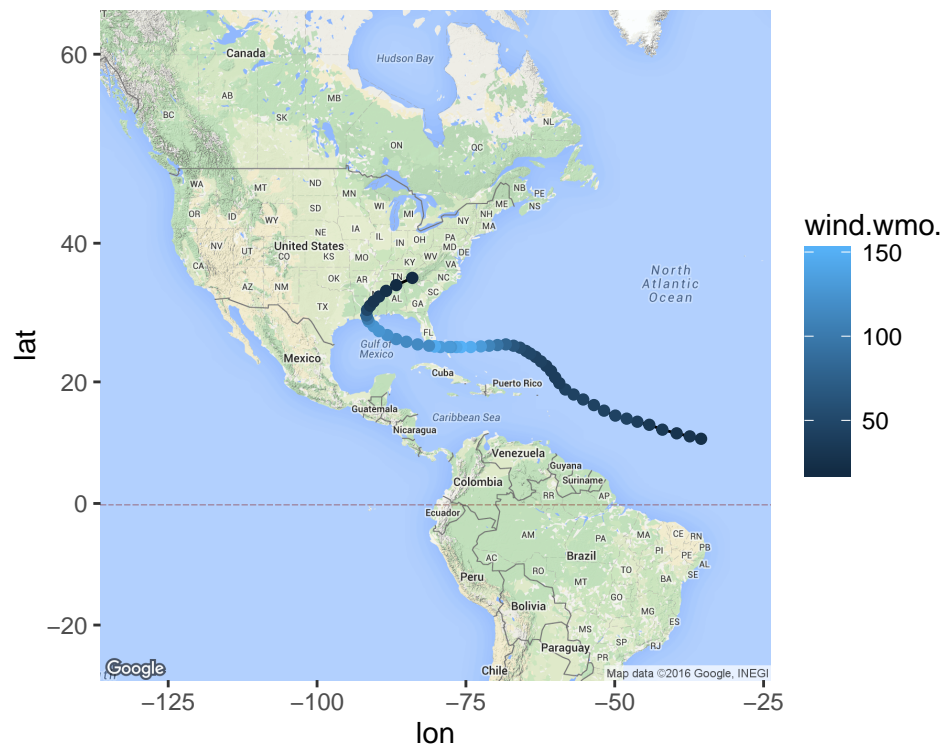 60
40
20
0
−20
lat
−125
−100
−75
−50
−25
lon
wind.wmo.
150
100
50
Canada
Hudson Bay
AB
MB
BC
SK
NL
ON
QC
NB
PE
NS
WA
MT
ND
MN
OR
ID
SD
WI
MI
ME
NH
NY
MA
WY
NE
IA
PA
United States
IL
IN
OH
MD
DE
NV
UT
CO
KS
MO
WV
VA
KY
CA
OK
AR
TN
NC
AZ
NM
SC
AL
GA
TX
FL
North
Atlantic
Ocean
Gulf of
Mexico
Mexico
Cuba
Puerto Rico
Guatemala
Caribbean Sea
Nicaragua
Venezuela
Guyana
Colombia
Suriname
RR
AP
Ecuador
AM
PA
MA
CE
RN
PB
PI
PE
AL
SE
AC
Brazil
TO
RO
BA
Peru
MT
GO
Bolivia
MG
ES
MS
SP
RJ
Paraguay
PR
Chile
Google
Map data ©2016 Google, INEGI